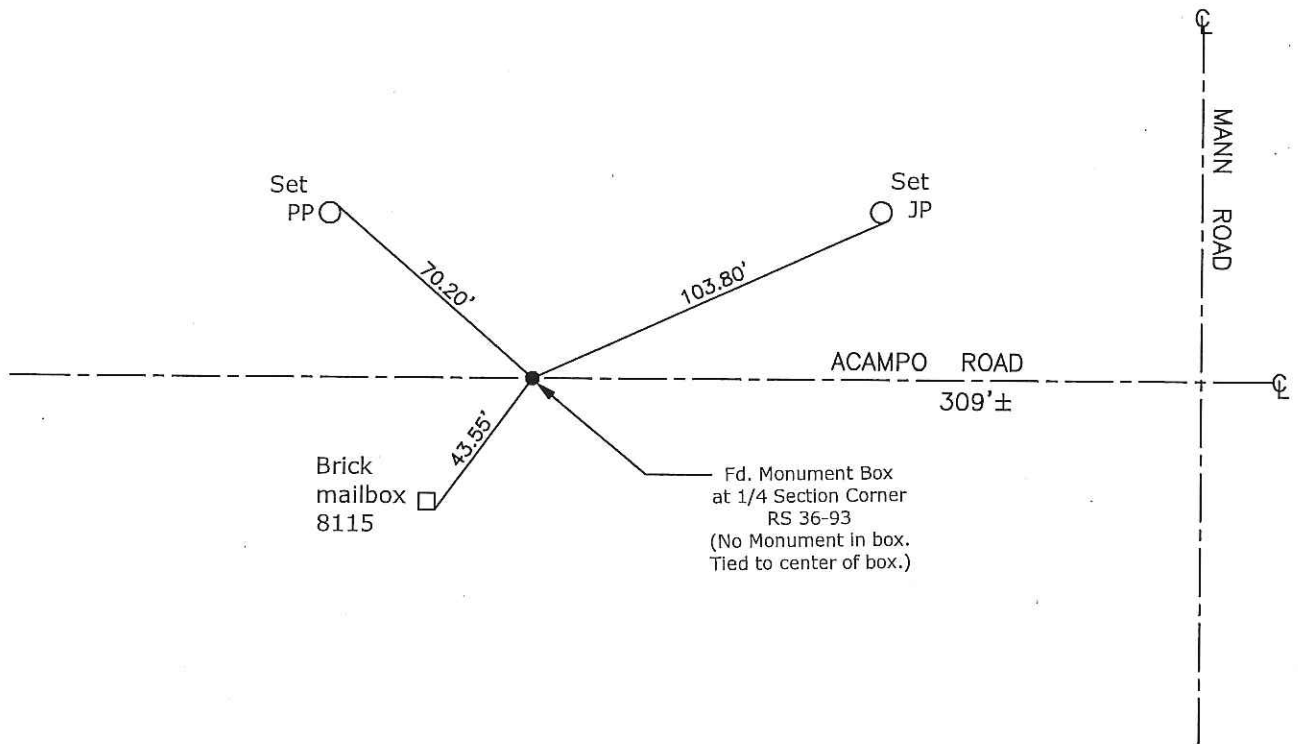 ℄
MANN ROAD
Set
PP
Set
JP
70.20'
103.80'
ACAMPO ROAD
309'±
℄
43.55'
Brick
mailbox
8115
Fd. Monument Box
at 1/4 Section Corner
RS 36-93
(No Monument in box.
Tied to center of box.)